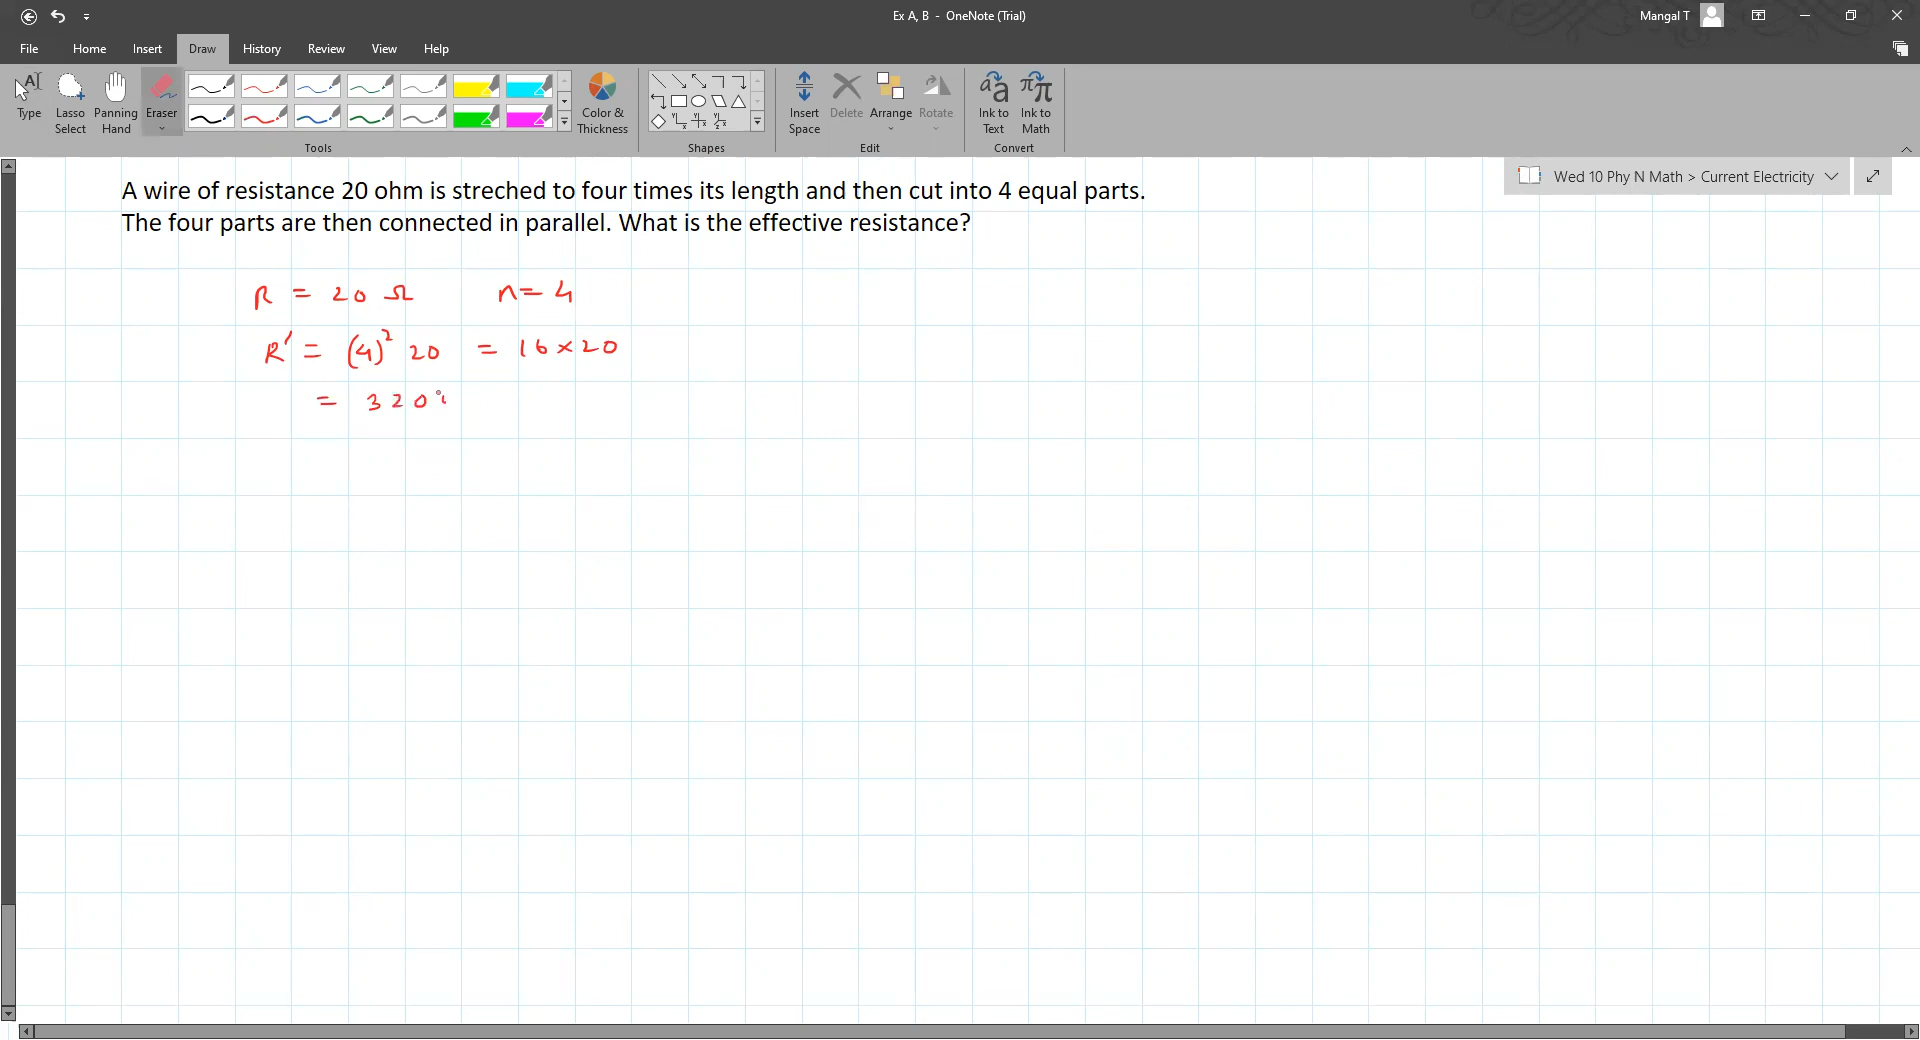 Ex A, B - OneNote (Trial)
Mangal T
File Home Insert Draw History Review View Help
Type
Lasso Select
Panning Hand
Eraser
Color & Thickness
Insert Space
Delete
Arrange
Rotate
Ink to Text
Ink to Math
Tools
Shapes
Edit
Convert
Wed 10 Phy N Math > Current Electricity
A wire of resistance 20 ohm is streched to four times its length and then cut into 4 equal parts.
The four parts are then connected in parallel. What is the effective resistance?
R = 20 Ω n = 4
R' = (4)² 20 = 16 × 20
= 320